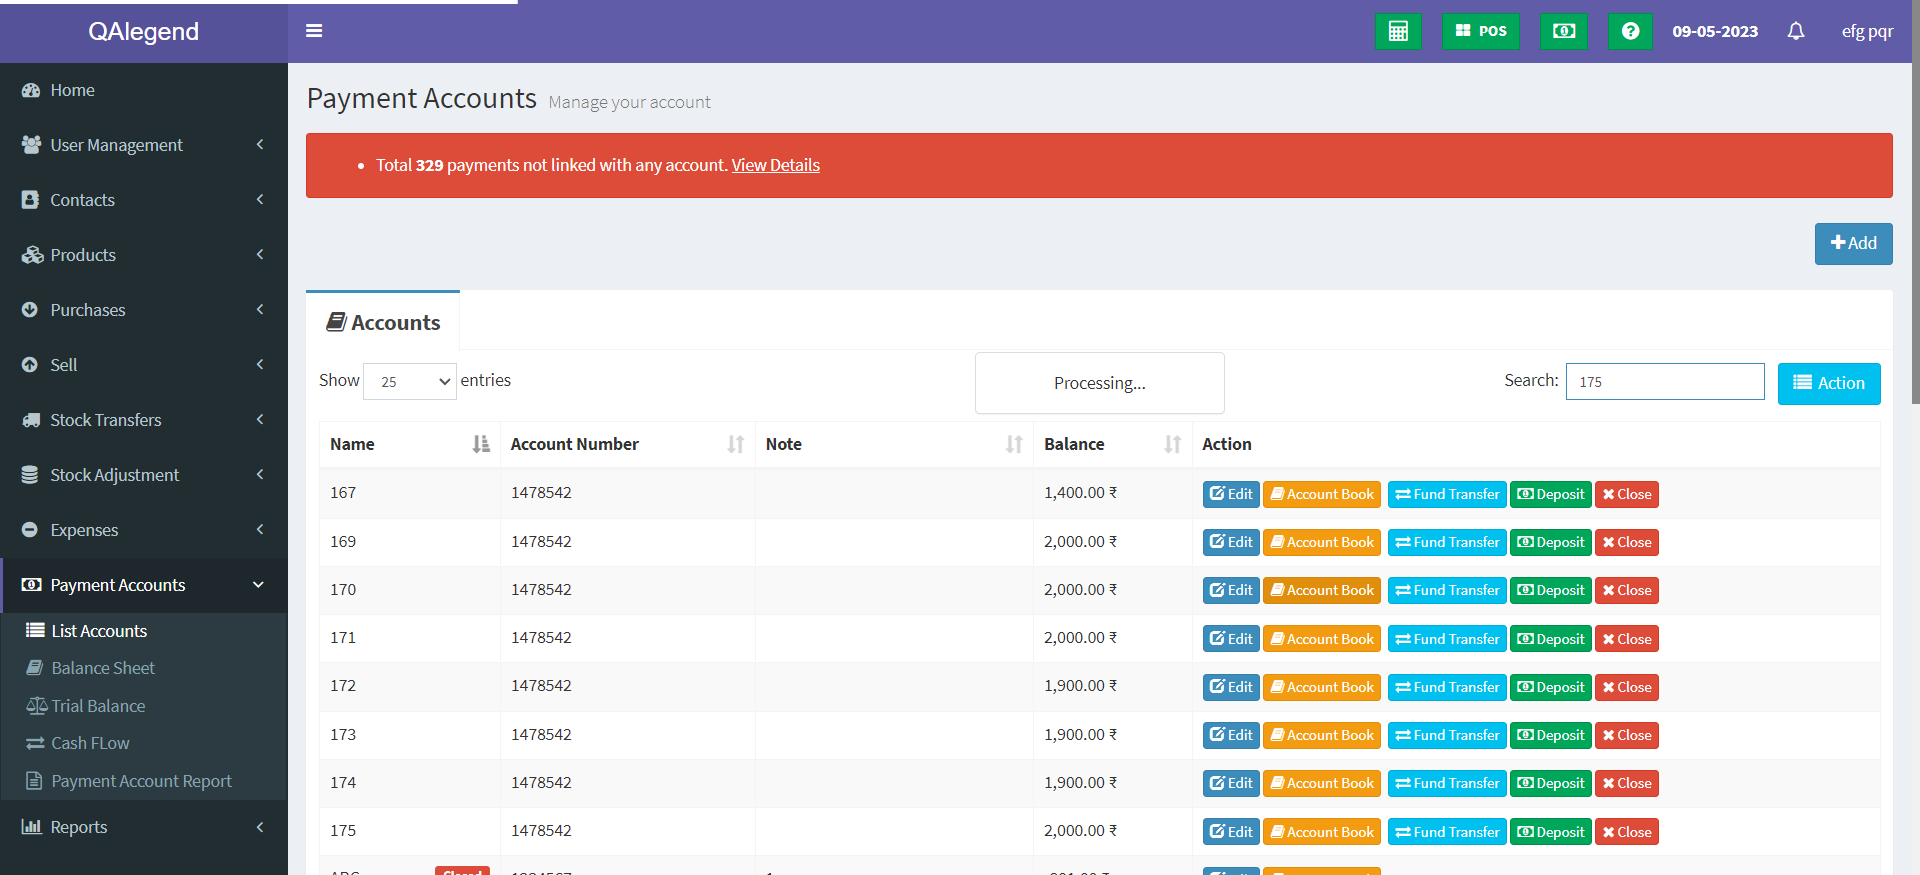 QAlegend
POS
09-05-2023
efg pqr
Home
User Management
Contacts
Products
Purchases
Sell
Stock Transfers
Stock Adjustment
Expenses
Payment Accounts
List Accounts
Balance Sheet
Trial Balance
Cash FLow
Payment Account Report
Reports
Payment Accounts Manage your account
Total 329 payments not linked with any account. View Details
Add
Accounts
Show 25 entries
Processing...
Search: 175
Action
Name Account Number Note Balance Action
167 1478542 1,400.00 ₹ Edit Account Book Fund Transfer Deposit Close
169 1478542 2,000.00 ₹ Edit Account Book Fund Transfer Deposit Close
170 1478542 2,000.00 ₹ Edit Account Book Fund Transfer Deposit Close
171 1478542 2,000.00 ₹ Edit Account Book Fund Transfer Deposit Close
172 1478542 1,900.00 ₹ Edit Account Book Fund Transfer Deposit Close
173 1478542 1,900.00 ₹ Edit Account Book Fund Transfer Deposit Close
174 1478542 1,900.00 ₹ Edit Account Book Fund Transfer Deposit Close
175 1478542 2,000.00 ₹ Edit Account Book Fund Transfer Deposit Close